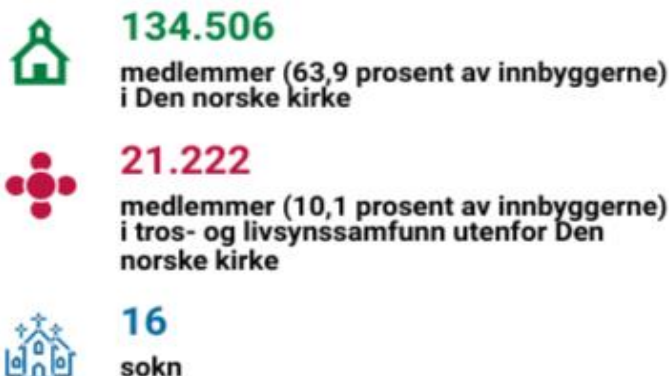 134.506
medlemmer (63,9 prosent av innbyggerne)
i Den norske kirke
21.222
medlemmer (10,1 prosent av innbyggerne)
i tros- og livsynssamfunn utenfor Den
norske kirke
16
sokn